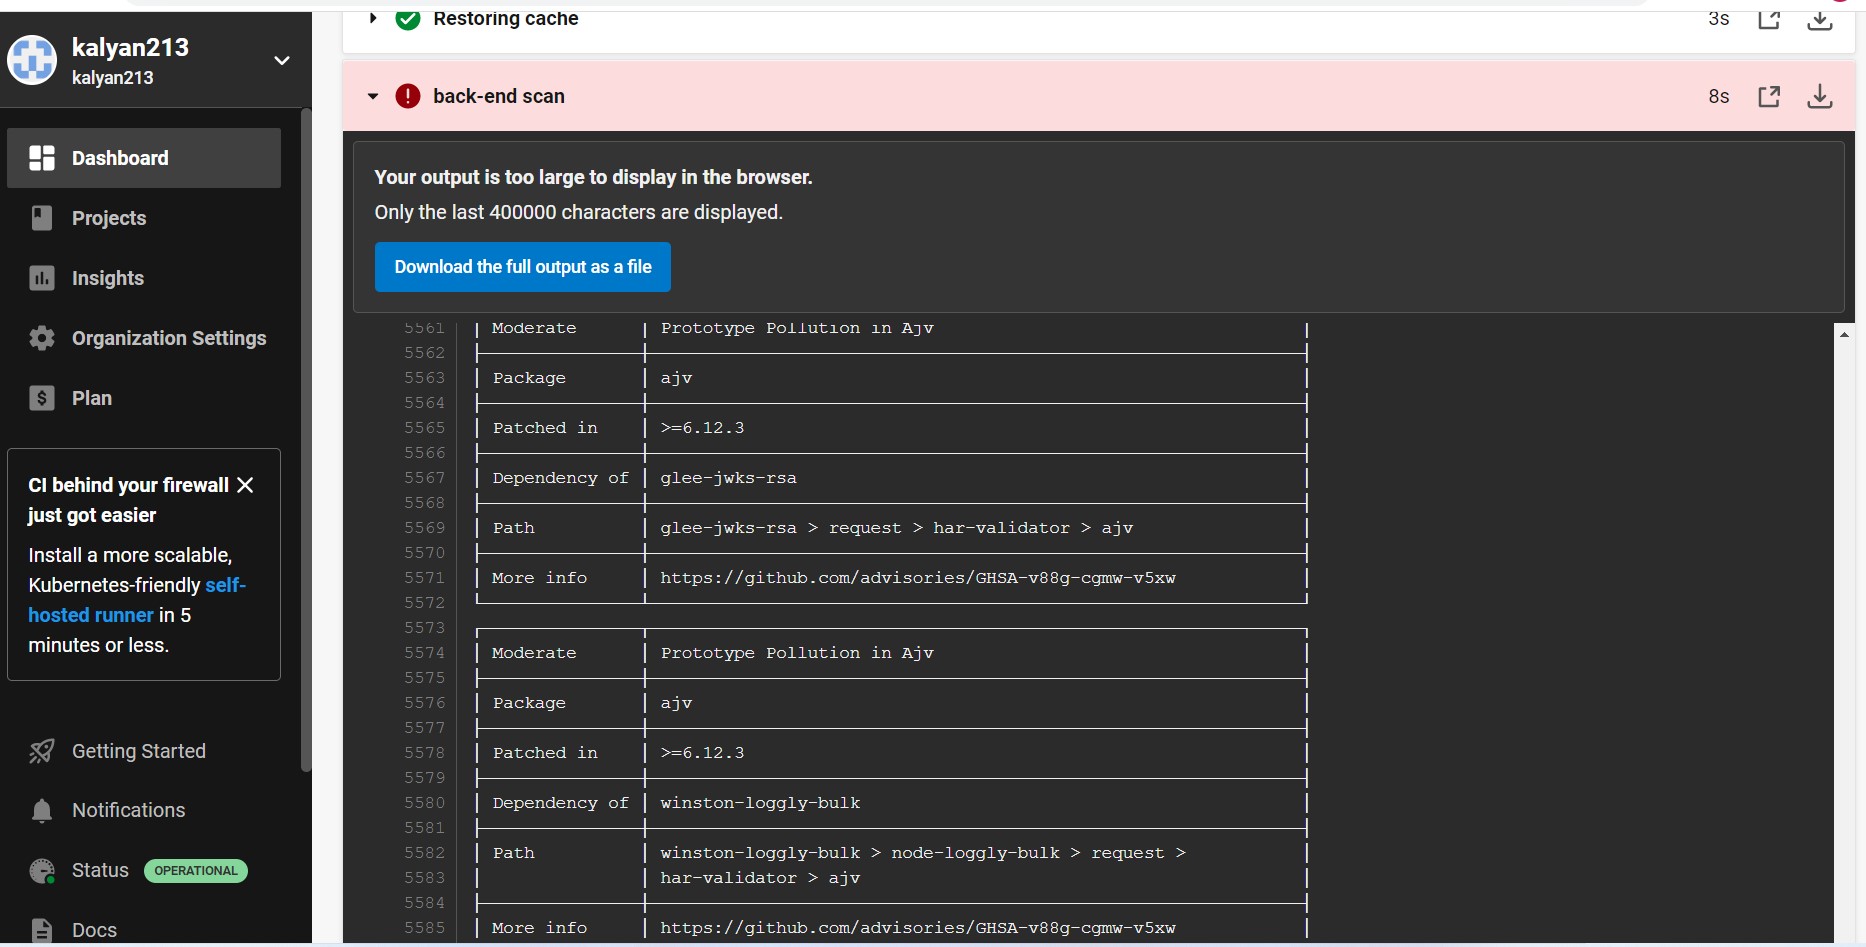 kalyan213
kalyan213
Dashboard
Projects
Insights
Organization Settings
Plan
CI behind your firewall
just got easier
Install a more scalable,
Kubernetes-friendly self-
hosted runner in 5
minutes or less.
Getting Started
Notifications
Status OPERATIONAL
Docs
Restoring cache 3s
back-end scan 8s
Your output is too large to display in the browser.
Only the last 400000 characters are displayed.
Download the full output as a file
5561 Moderate Prototype Pollution in Ajv
5562
5563 Package ajv
5564
5565 Patched in >=6.12.3
5566
5567 Dependency of glee-jwks-rsa
5568
5569 Path glee-jwks-rsa > request > har-validator > ajv
5570
5571 More info https://github.com/advisories/GHSA-v88g-cgmw-v5xw
5572
5573
5574 Moderate Prototype Pollution in Ajv
5575
5576 Package ajv
5577
5578 Patched in >=6.12.3
5579
5580 Dependency of winston-loggly-bulk
5581
5582 Path winston-loggly-bulk > node-loggly-bulk > request >
5583 har-validator > ajv
5584
5585 More info https://github.com/advisories/GHSA-v88g-cgmw-v5xw